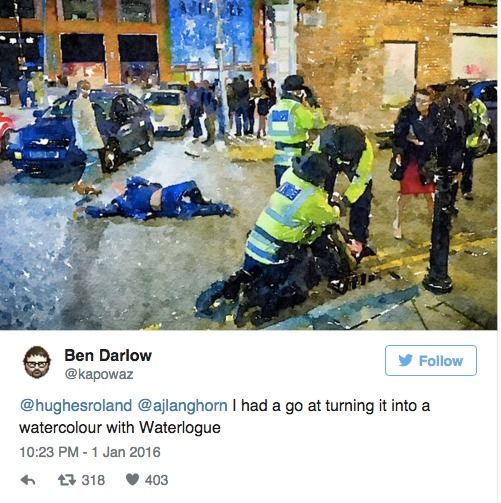 Ben Darlow
@kapowaz
Follow
@hughesroland @ajlanghorn I had a go at turning it into a
watercolour with Waterlogue
10:23 PM - 1 Jan 2016
318
403